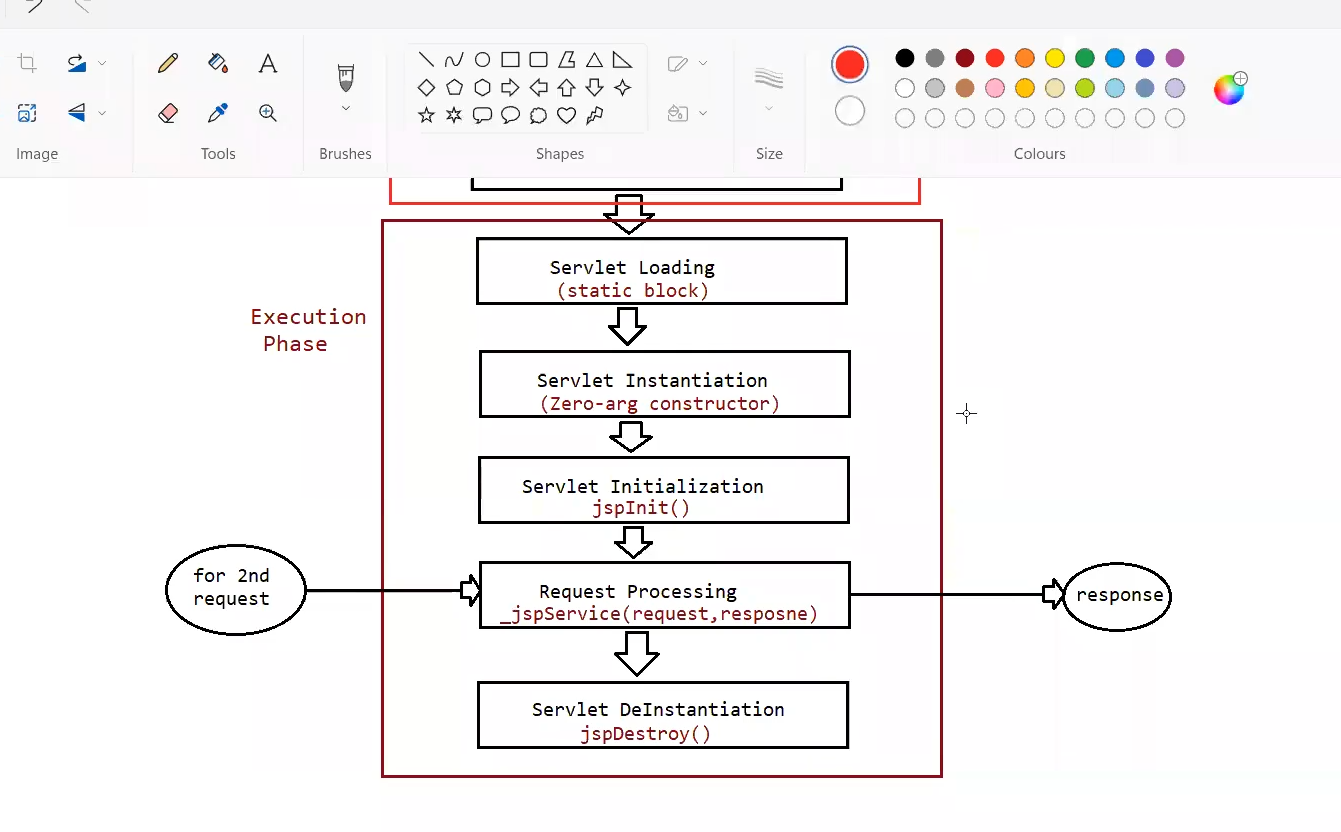 Image
Tools
Brushes
Shapes
Size
Colours
Servlet Loading
(static block)
Execution
Phase
Servlet Instantiation
(Zero-arg constructor)
Servlet Initialization
jspInit()
for 2nd
request
Request Processing
_jspService(request,resposne)
response
Servlet DeInstantiation
jspDestroy()